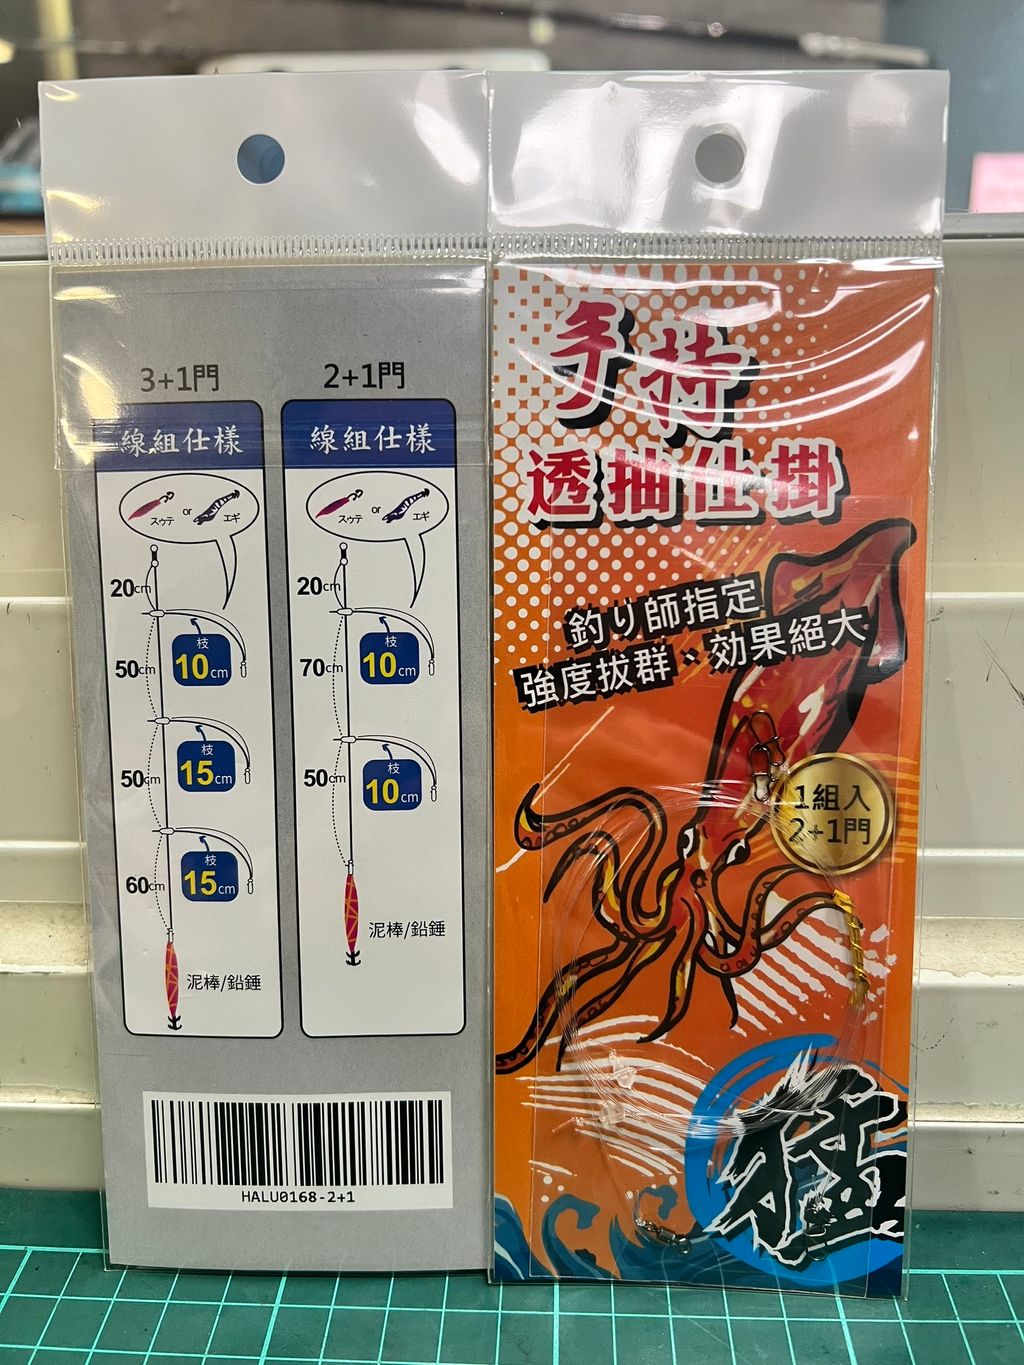 3+1門
線組仕様
スッテ or エギ
20cm
枝
10cm
50cm
枝
15cm
50cm
枝
15cm
60cm
泥棒/鉛錘
2+1門
線組仕様
スッテ or エギ
20cm
枝
10cm
70cm
枝
10cm
50cm
泥棒/鉛錘
HALU0168-2+1
手持
透抽仕掛
釣り師指定
強度拔群。効果絕大
1組入
2+1門
猛